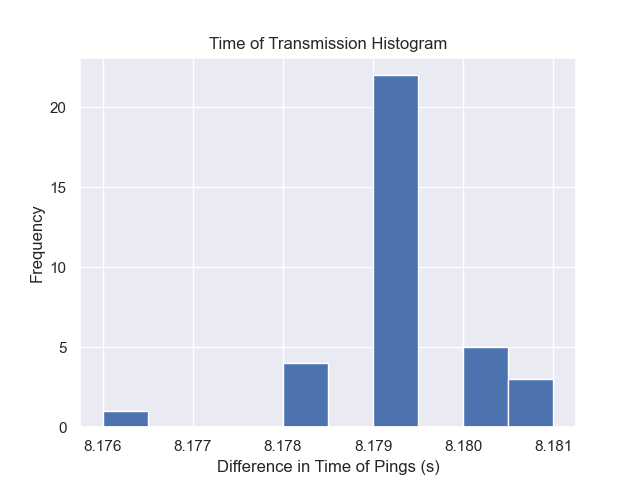 Time of Transmission Histogram
Frequency
20
15
10
5
0
8.176 8.177 8.178 8.179 8.180 8.181
Difference in Time of Pings (s)